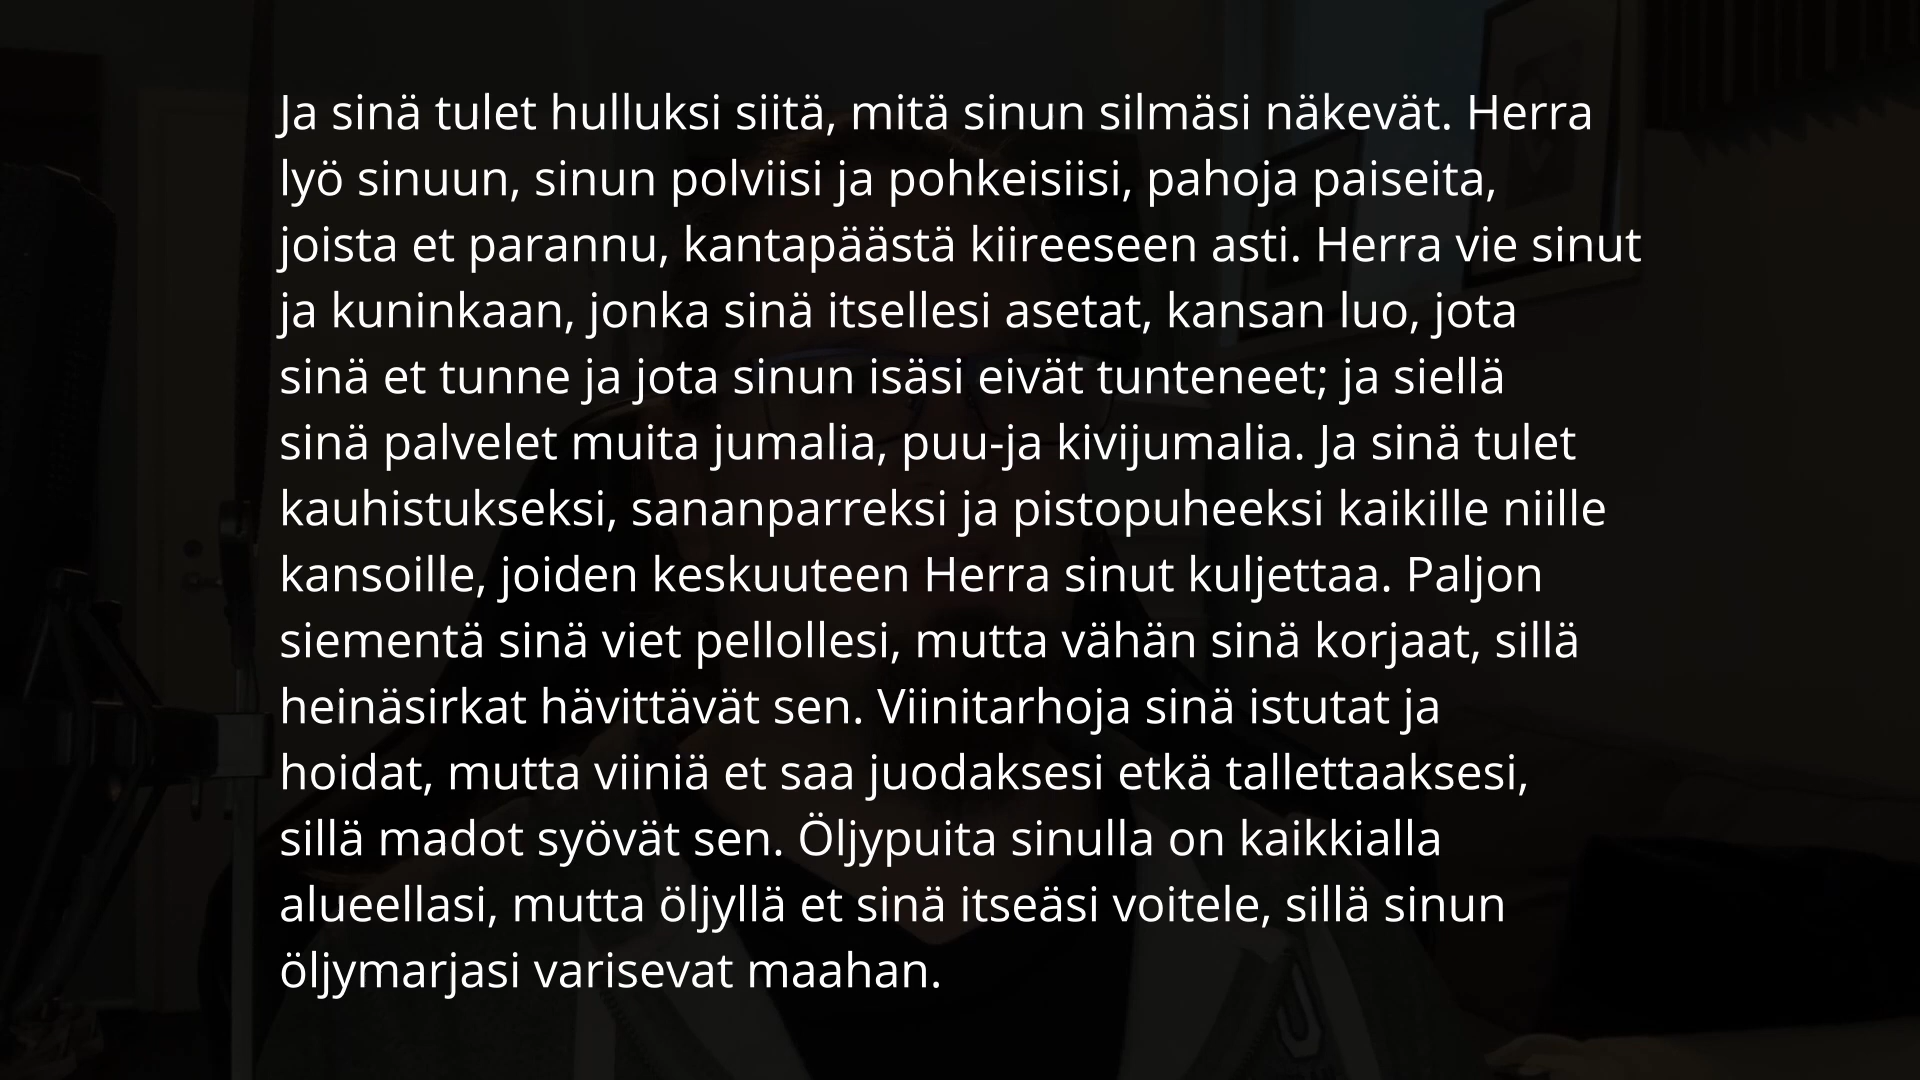 Ja sinä tulet hulluksi siitä, mitä sinun silmäsi näkevät. Herra
lyö sinuun, sinun polviisi ja pohkeisiisi, pahoja paiseita,
joista et parannu, kantapäästä kiireeseen asti. Herra vie sinut
ja kuninkaan, jonka sinä itsellesi asetat, kansan luo, jota
sinä et tunne ja jota sinun isäsi eivät tunteneet; ja siellä
sinä palvelet muita jumalia, puu-ja kivijumalia. Ja sinä tulet
kauhistukseksi, sananparreksi ja pistopuheeksi kaikille niille
kansoille, joiden keskuuteen Herra sinut kuljettaa. Paljon
siementä sinä viet pellollesi, mutta vähän sinä korjaat, sillä
heinäsirkat hävittävät sen. Viinitarhoja sinä istutat ja
hoidat, mutta viiniä et saa juodaksesi etkä tallettaaksesi,
sillä madot syövät sen. Öljypuita sinulla on kaikkialla
alueellasi, mutta öljyllä et sinä itseäsi voitele, sillä sinun
öljymarjasi varisevat maahan.